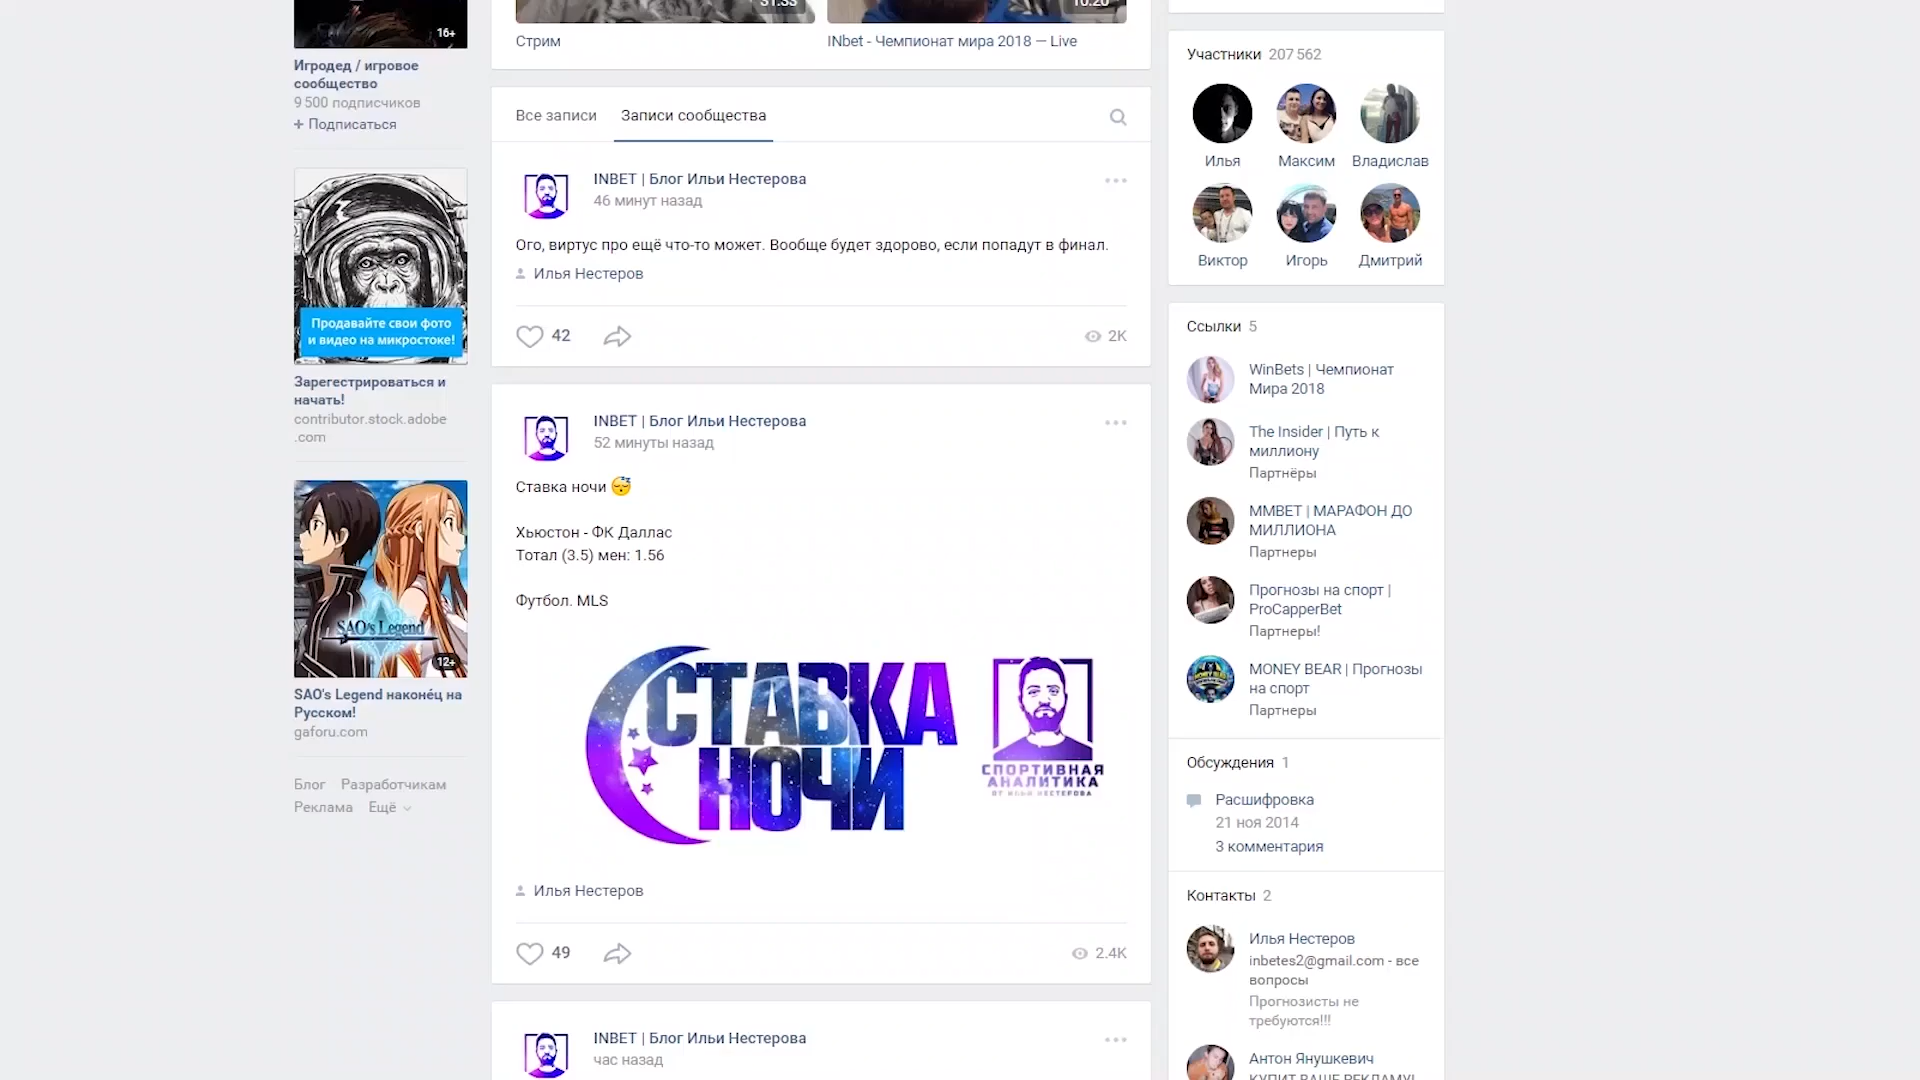 16+
Игродед / игровое
сообщество
9 500 подписчиков
+ Подписаться
Продавайте свои фото
и видео на микростоке!
Зарегестрироваться и
начать!
contributor.stock.adobe
.com
SAO's Legend
12+
SAO's Legend наконéц на
Русском!
gaforu.com
Блог Разработчикам
Реклама Ещё
31:33
10:20
Стрим
INbet - Чемпионат мира 2018 — Live
Все записи
Записи сообщества
INBET | Блог Ильи Нестерова
46 минут назад
Ого, виртус про ещё что-то может. Вообще будет здорово, если попадут в финал.
Илья Нестеров
42
2K
INBET | Блог Ильи Нестерова
52 минуты назад
Ставка ночи
Хьюстон - ФК Даллас
Тотал (3.5) мен: 1.56
Футбол. MLS
СТАВКА
НОЧИ
СПОРТИВНАЯ
АНАЛИТИКА
ОТ ИЛЬИ НЕСТЕРОВА
Илья Нестеров
49
2.4K
INBET | Блог Ильи Нестерова
час назад
Участники 207 562
Илья
Максим
Владислав
Виктор
Игорь
Дмитрий
Ссылки 5
WinBets | Чемпионат
Мира 2018
The Insider | Путь к
миллиону
Партнёры
MMBET | МАРАФОН ДО
МИЛЛИОНА
Партнеры
Прогнозы на спорт |
ProCapperBet
Партнеры!
MONEY BEAR | Прогнозы
на спорт
Партнеры
Обсуждения 1
Расшифровка
21 ноя 2014
3 комментария
Контакты 2
Илья Нестеров
inbetes2@gmail.com - все
вопросы
Прогнозисты не
требуются!!!
Антон Янушкевич
КУПИТ ВАШЕ РЕКЛАМУ!